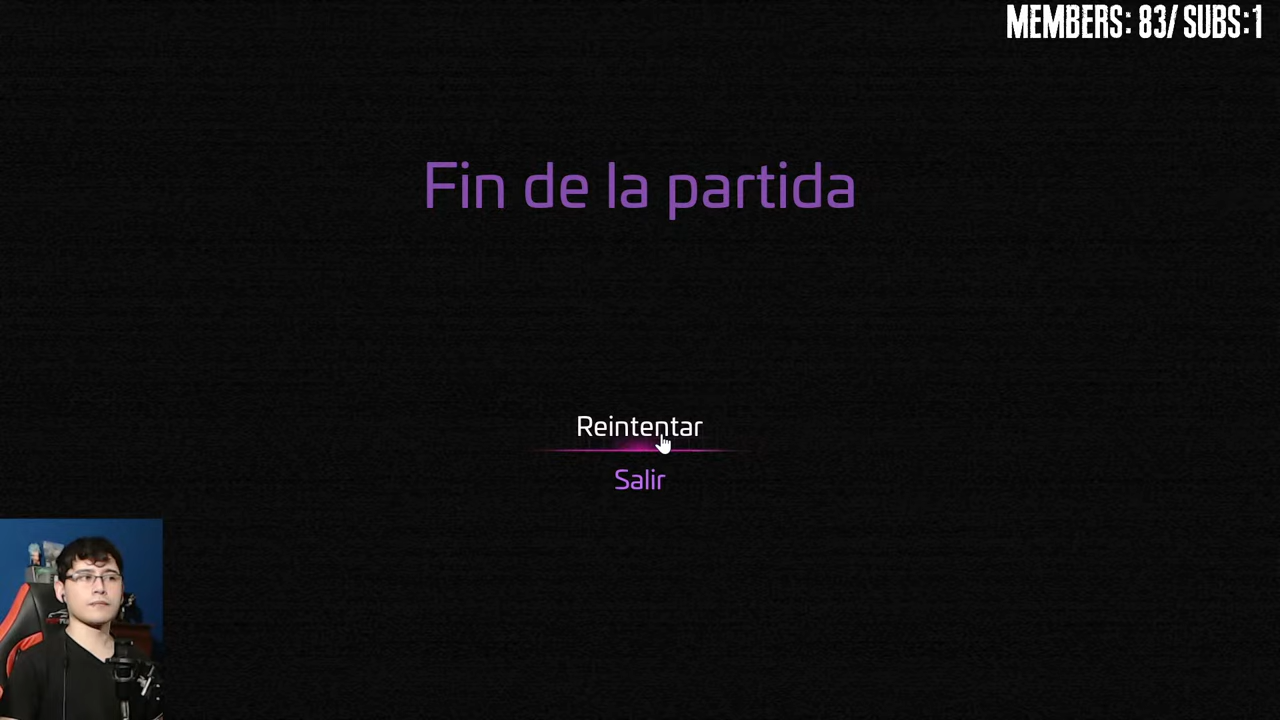 MEMBERS: 83/ SUBS:1
Fin de la partida
Reintentar
Salir